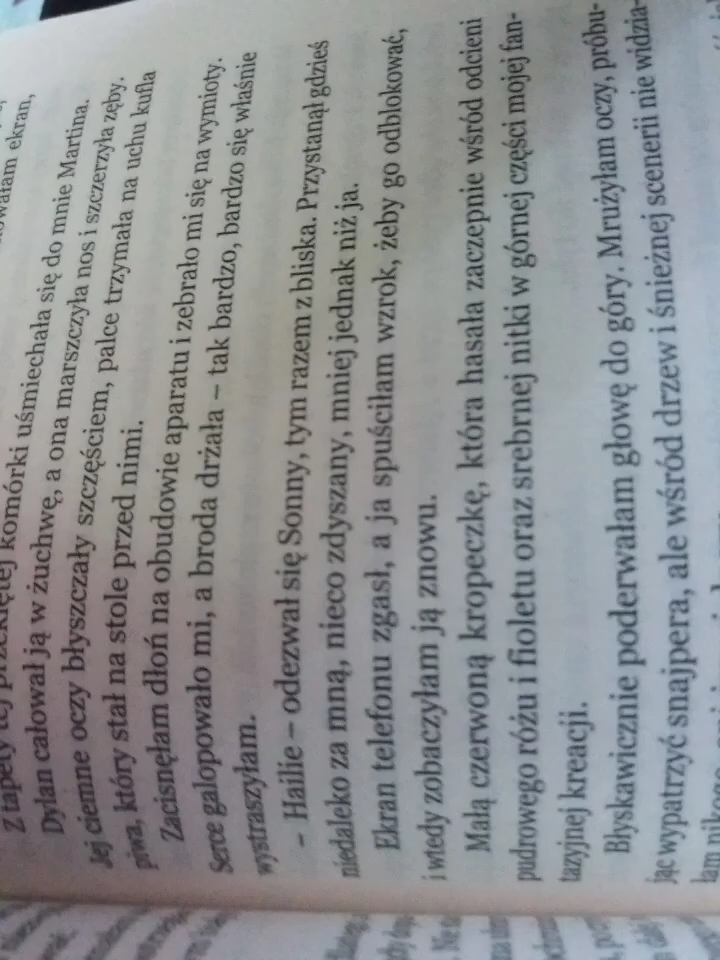 ekran,
Z tapety tej przeklętej komórki uśmiechała się do mnie Martina.
Dylan całował ją w żuchwę, a ona marszczyła nos i szczerzyła zęby.
Jej ciemne oczy błyszczały szczęściem, palce trzymała na uchu kufla
piwa, który stał na stole przed nimi.
Zacisnęłam dłoń na obudowie aparatu i zebrało mi się na wymioty.
Serce galopowało mi, a broda drżała – tak bardzo, bardzo się właśnie
wystraszyłam.
– Hailie – odezwał się Sonny, tym razem z bliska. Przystanął gdzieś
niedaleko za mną, nieco zdyszany, mniej jednak niż ja.
Ekran telefonu zgasł, a ja spuściłam wzrok, żeby go odblokować,
i wtedy zobaczyłam ją znowu.
Małą czerwoną kropeczkę, która hasała zaczepnie wśród odcieni
pudrowego różu i fioletu oraz srebrnej nitki w górnej części mojej fan-
tazyjnej kreacji.
Błyskawicznie poderwałam głowę do góry. Mrużyłam oczy, próbu-
jąc wypatrzyć snajpera, ale wśród drzew i śnieżnej scenerii nie widzia-
łam nikogo